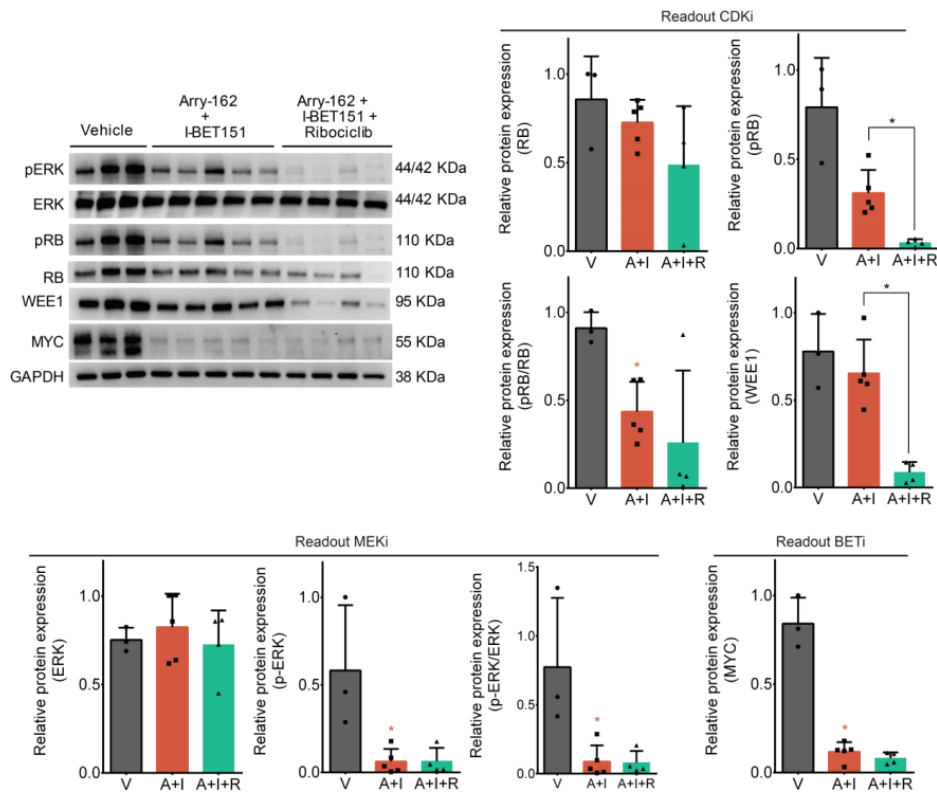 Readout CDKi
Vehicle
Arry-162
+
I-BET151
Arry-162 +
I-BET151 +
Ribociclib
pERK 44/42 KDa
ERK 44/42 KDa
pRB 110 KDa
RB 110 KDa
WEE1 95 KDa
MYC 55 KDa
GAPDH 38 KDa
Relative protein expression
(RB)
1.0
0.5
0.0
V A+I A+I+R
Relative protein expression
(pRB)
1.0
0.5
0.0
*
V A+I A+I+R
Relative protein expression
(pRB/RB)
1.0
0.5
0.0
*
V A+I A+I+R
Relative protein expression
(WEE1)
1.0
0.5
0.0
*
V A+I A+I+R
Readout MEKi
Relative protein expression
(ERK)
1.0
0.5
0.0
V A+I A+I+R
Relative protein expression
(p-ERK)
1.0
0.5
0.0
*
V A+I A+I+R
Relative protein expression
(p-ERK/ERK)
1.5
1.0
0.5
0.0
*
V A+I A+I+R
Readout BETi
Relative protein expression
(MYC)
1.0
0.5
0.0
*
V A+I A+I+R